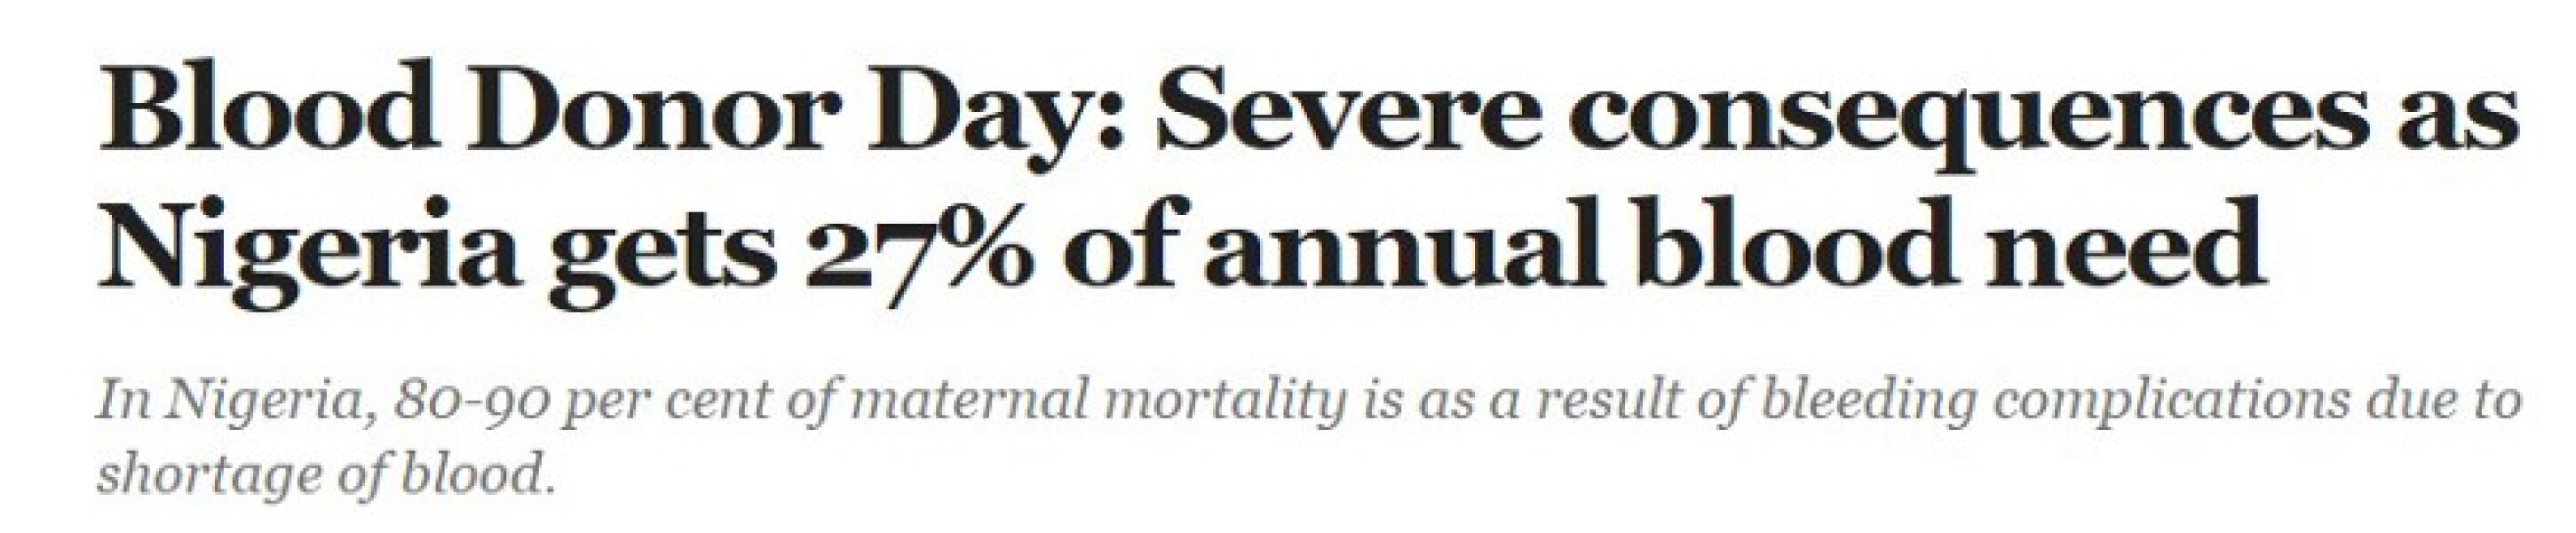 Blood Donor Day: Severe consequences as
Nigeria gets 27% of annual blood need
In Nigeria, 80-90 per cent of maternal mortality is as a result of bleeding complications due to
shortage of blood.